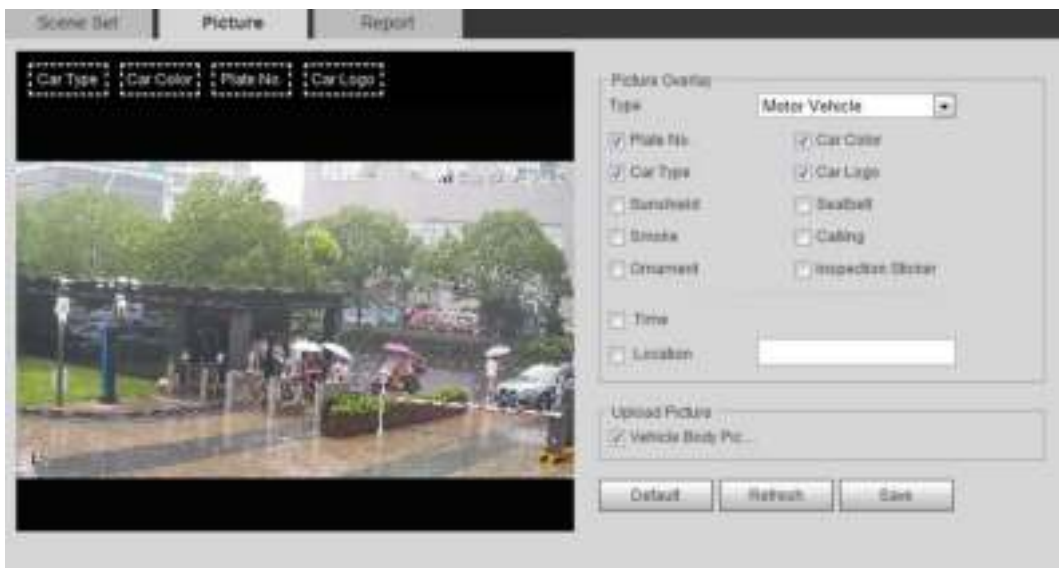 Scene Set Picture Report
Car Type Car Color Plate No. Car Logo
Picture Overlay
Type Motor Vehicle
Plate No. Car Color
Car Type Car Logo
Sunshield Seatbelt
Smoke Calling
Ornament Inspection Sticker
Time
Location
Upload Picture
Vehicle Body Pic...
Default Refresh Save